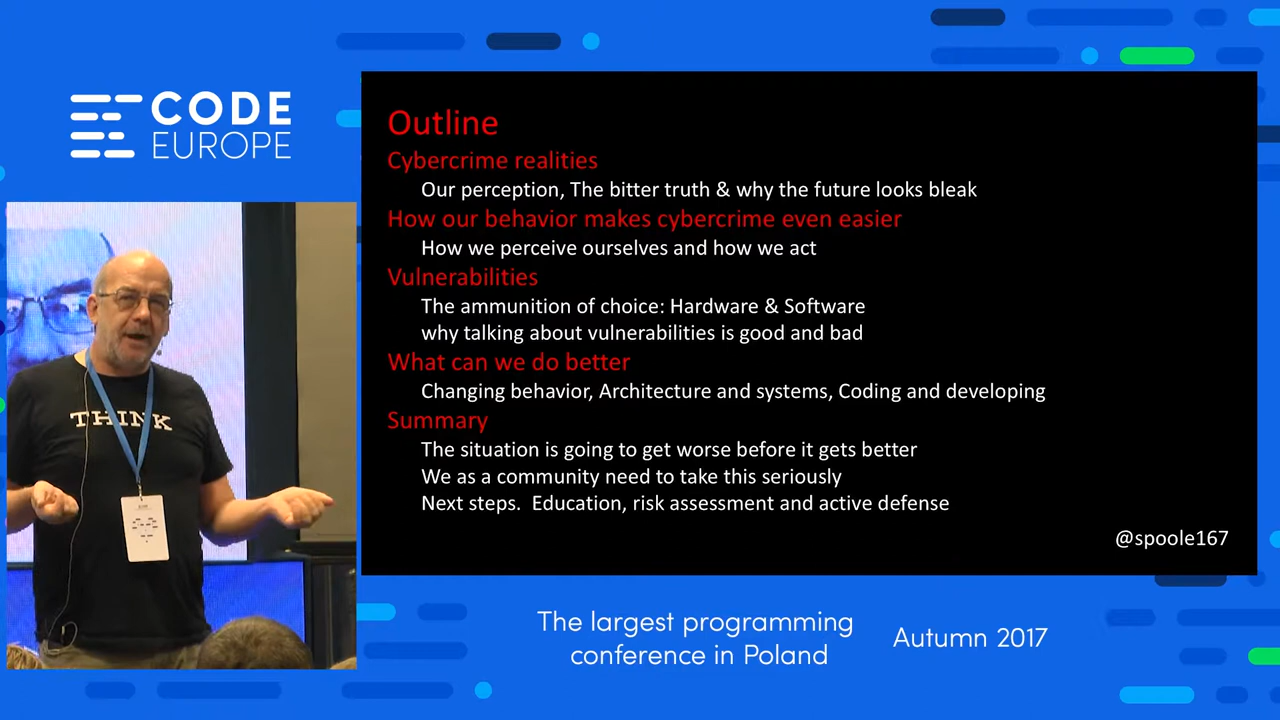 CODE
EUROPE
Outline
Cybercrime realities
Our perception, The bitter truth & why the future looks bleak
How our behavior makes cybercrime even easier
How we perceive ourselves and how we act
Vulnerabilities
The ammunition of choice: Hardware & Software
why talking about vulnerabilities is good and bad
What can we do better
Changing behavior, Architecture and systems, Coding and developing
Summary
The situation is going to get worse before it gets better
We as a community need to take this seriously
Next steps.  Education, risk assessment and active defense
@spoole167
THINK
The largest programming
conference in Poland
Autumn 2017